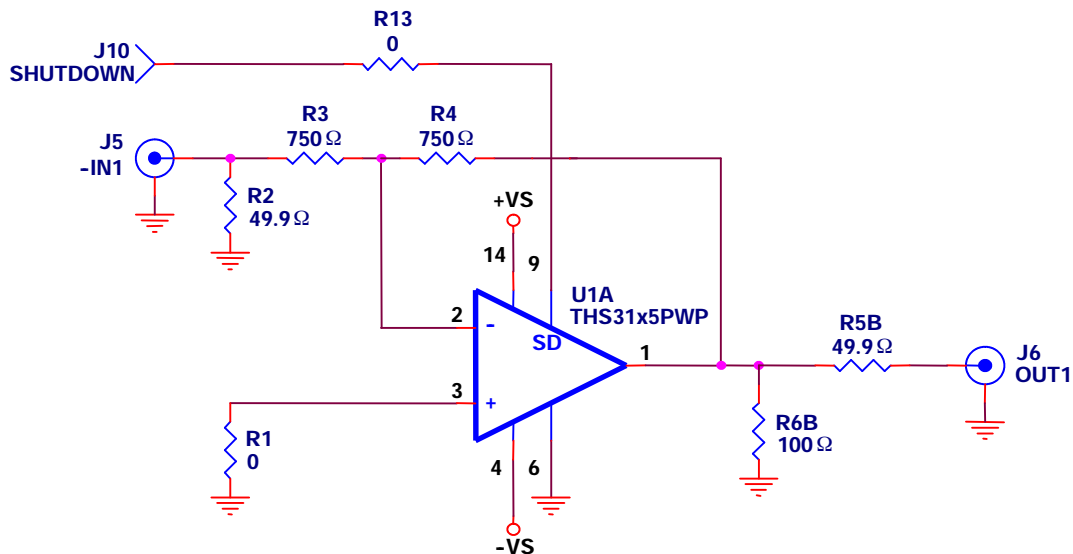 R13
0
J10
SHUTDOWN
R3
750Ω
R4
750Ω
J5
-IN1
R2
49.9Ω
+VS
14
9
U1A
THS31x5PWP
2
-
SD
1
R5B
49.9Ω
J6
OUT1
3
+
R1
0
R6B
100Ω
4
6
-VS